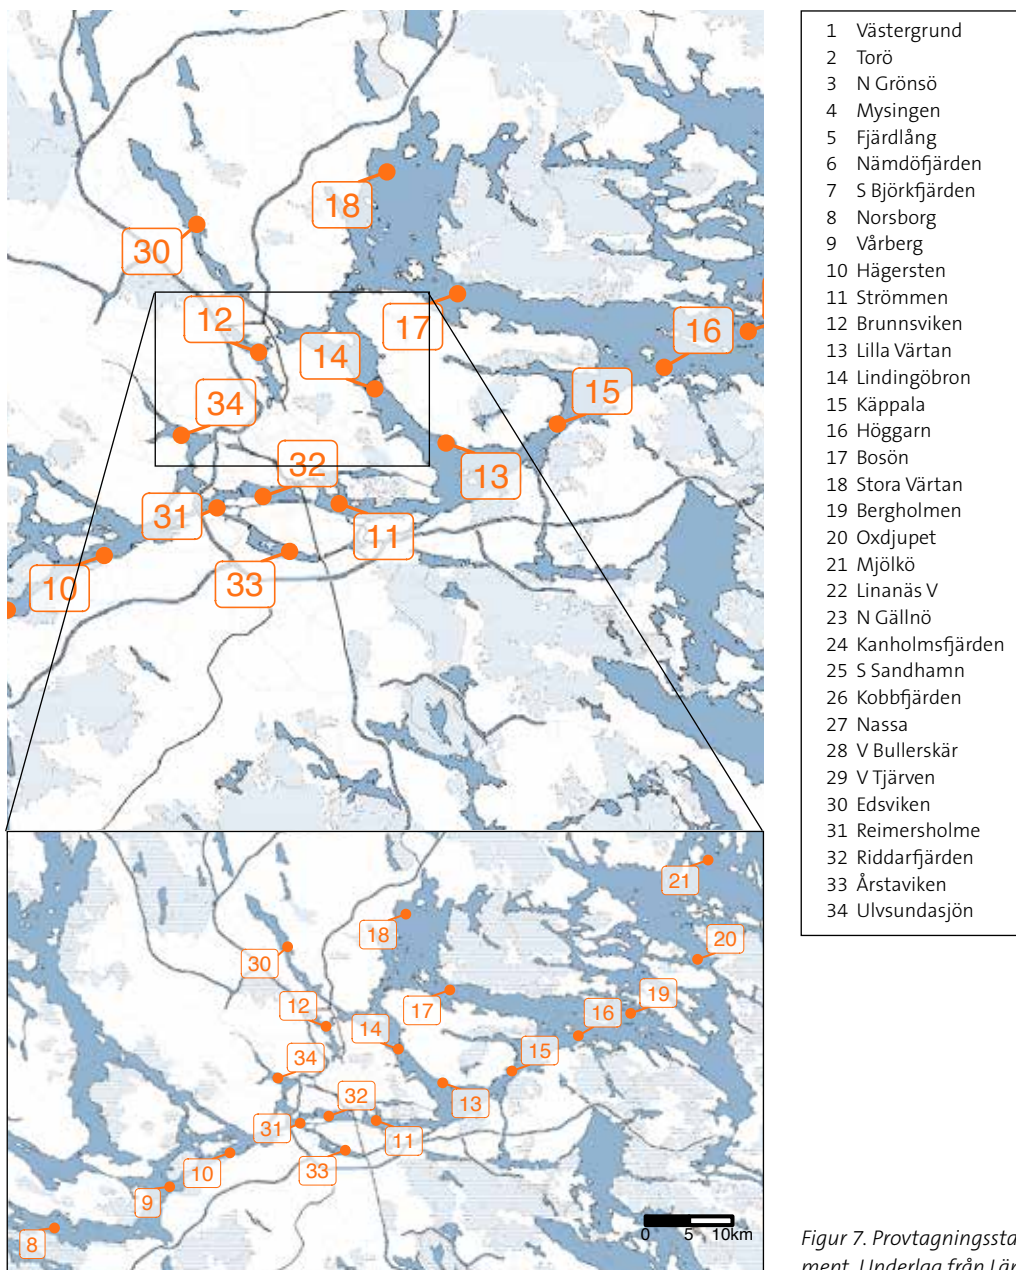 18
30
12
17
16
14
34
15
32
13
31
11
33
10
21
18
20
30
17
19
12
16
14
15
34
13
32
31
11
10
33
9
8
0 5 10km
1 Västergrund
2 Torö
3 N Grönsö
4 Mysingen
5 Fjärdlång
6 Nämdöfjärden
7 S Björkfjärden
8 Norsborg
9 Vårberg
10 Hägersten
11 Strömmen
12 Brunnsviken
13 Lilla Värtan
14 Lindingöbron
15 Käppala
16 Höggarn
17 Bosön
18 Stora Värtan
19 Bergholmen
20 Oxdjupet
21 Mjölkö
22 Linanäs V
23 N Gällnö
24 Kanholmsfjärden
25 S Sandhamn
26 Kobbfjärden
27 Nassa
28 V Bullerskär
29 V Tjärven
30 Edsviken
31 Reimersholme
32 Riddarfjärden
33 Årstaviken
34 Ulvsundasjön
Figur 7. Provtagningssta
ment. Underlag från Län